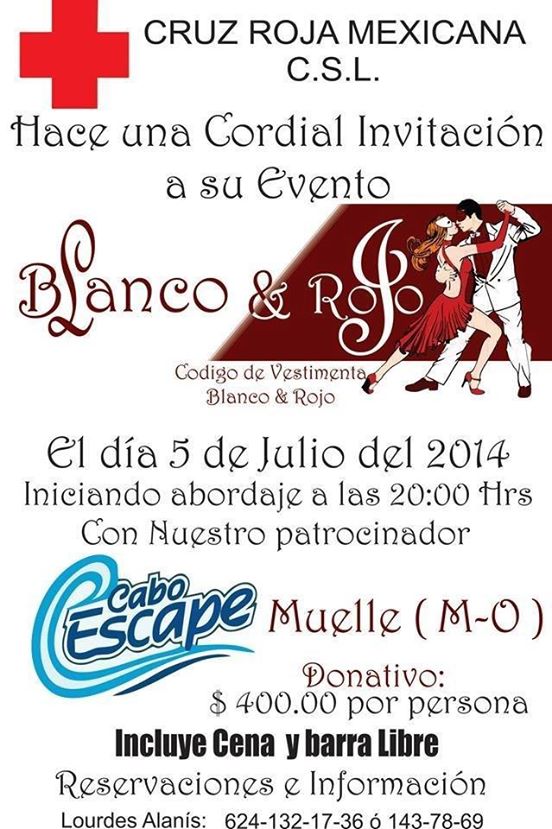 CRUZ ROJA MEXICANA
C.S.L.
Hace una Cordial Invitación
a su Evento
Blanco & Rojo
Codigo de Vestimenta
Blanco & Rojo
El día 5 de Julio del 2014
Iniciando abordaje a las 20:00 Hrs
Con Nuestro patrocinador
Cabo
Escape
Muelle ( M-O )
Donativo:
$ 400.00 por persona
Incluye Cena y barra Libre
Reservaciones e Información
Lourdes Alanís: 624-132-17-36 ó 143-78-69